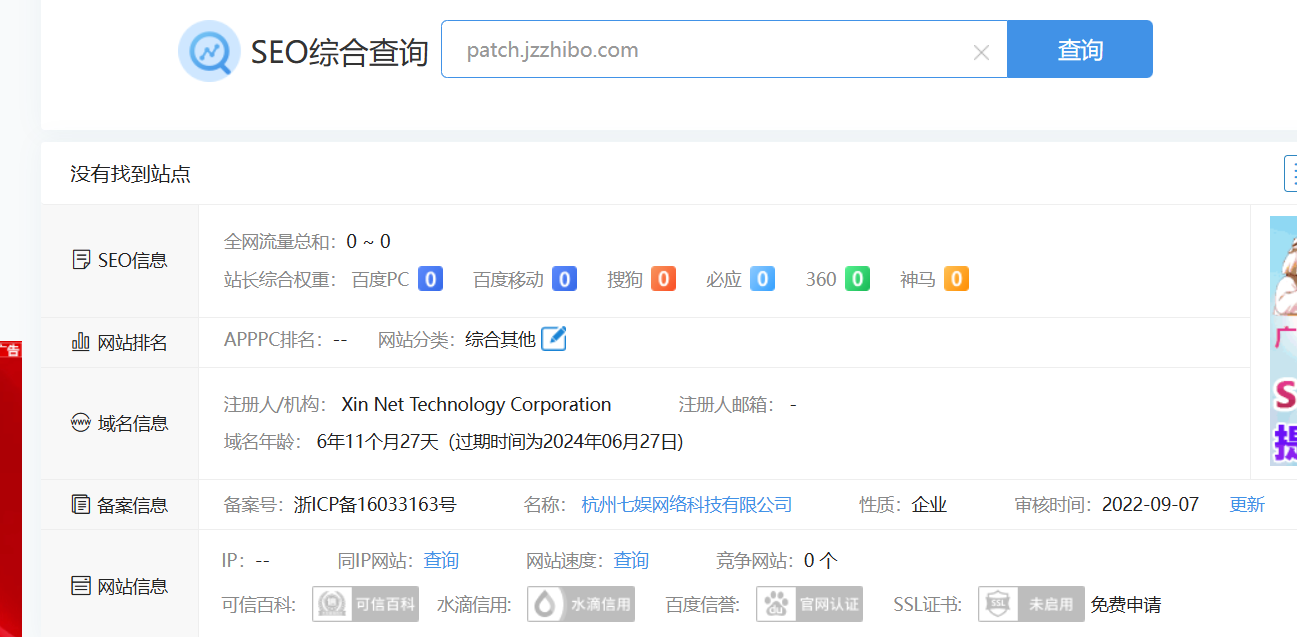 SEO综合查询 patch.jzzhibo.com 查询
没有找到站点
全网流量总和： 0 ~ 0
SEO信息
站长综合权重： 百度PC 0 百度移动 0 搜狗 0 必应 0 360 0 神马 0
网站排名 APPPC排名： -- 网站分类： 综合其他
广告
注册人/机构： Xin Net Technology Corporation 注册人邮箱： -
www 域名信息
域名年龄： 6年11个月27天（过期时间为2024年06月27日）
备案信息 备案号： 浙ICP备16033163号 名称： 杭州七娱网络科技有限公司 性质： 企业 审核时间： 2022-09-07 更新
IP： -- 同IP网站： 查询 网站速度： 查询 竞争网站： 0 个
网站信息
可信百科: 可信百科 水滴信用: 水滴信用 百度信誉: du 官网认证 SSL证书: SSL 未启用 免费申请